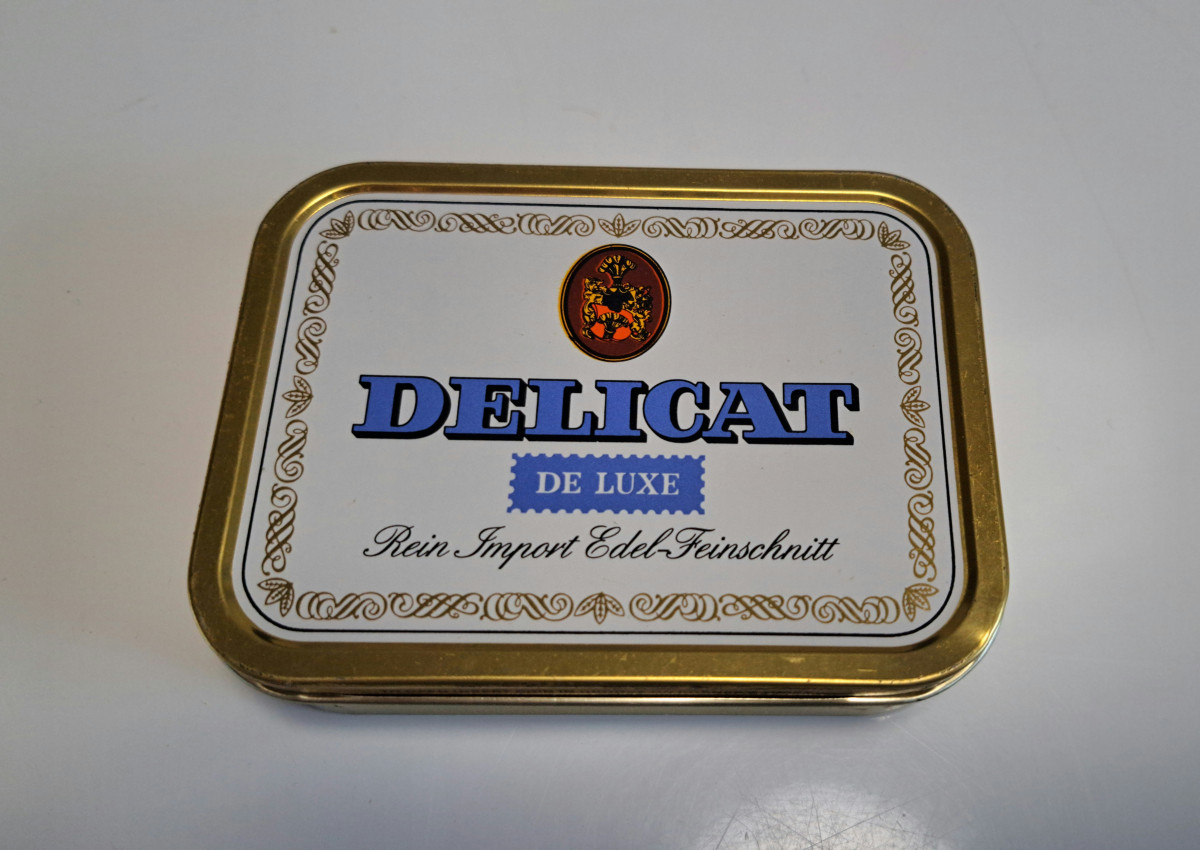 DELICAT
DE LUXE
Rein Import Edel-Feinschnitt